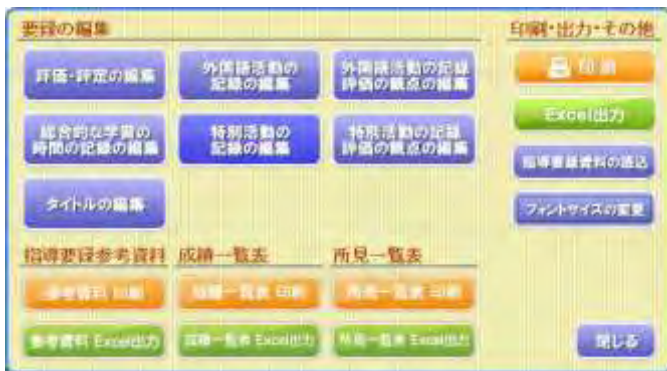 要録の編集
印刷・出力・その他
評価・評定の編集
外国語活動の
記録の編集
外国語活動の記録
評価の観点の編集
印刷
Excel出力
総合的な学習の
時間の記録の編集
特別活動の
記録の編集
特別活動の記録
評価の観点の編集
指導要録資料の読込
タイトルの編集
フォントサイズの変更
指導要録参考資料
成績一覧表
所見一覧表
参考資料 印刷
成績一覧表 印刷
所見一覧表 印刷
参考資料 Excel出力
成績一覧表 Excel出力
所見一覧表 Excel出力
閉じる